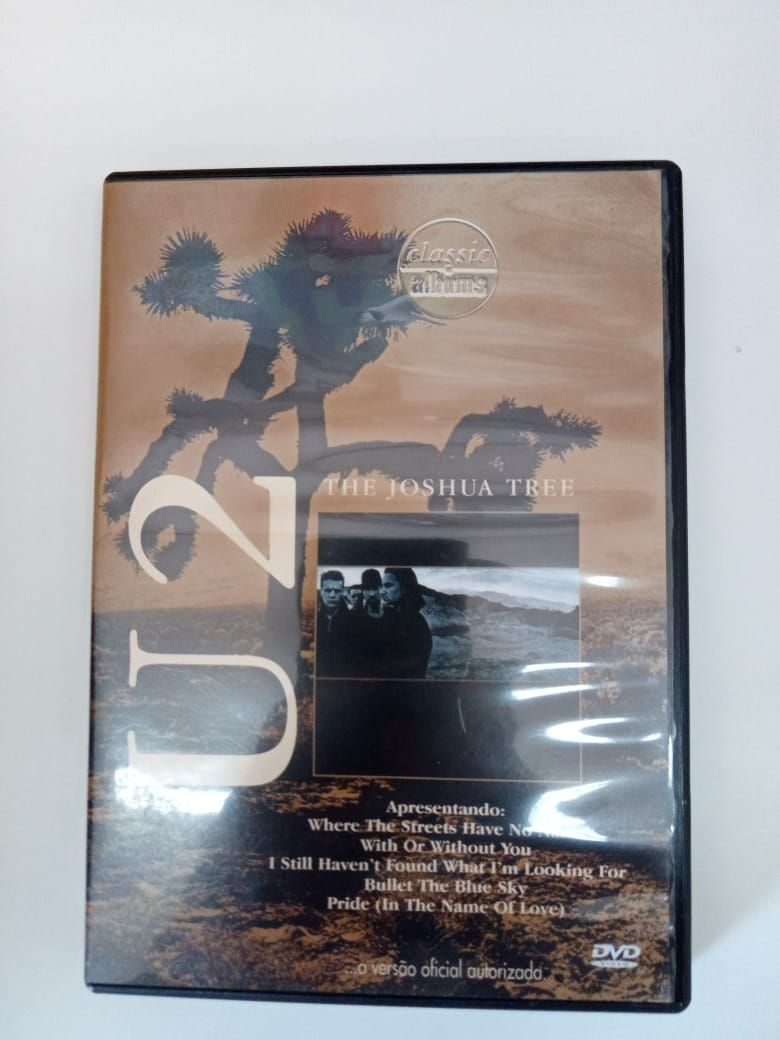 classic
albums
U2
THE JOSHUA TREE
Apresentando:
Where The Streets Have No
With Or Without You
I Still Haven't Found What I'm Looking For
Bullet The Blue Sky
Pride (In The Name Of Love)
...a versão oficial autorizada.
DVD
VIDEO